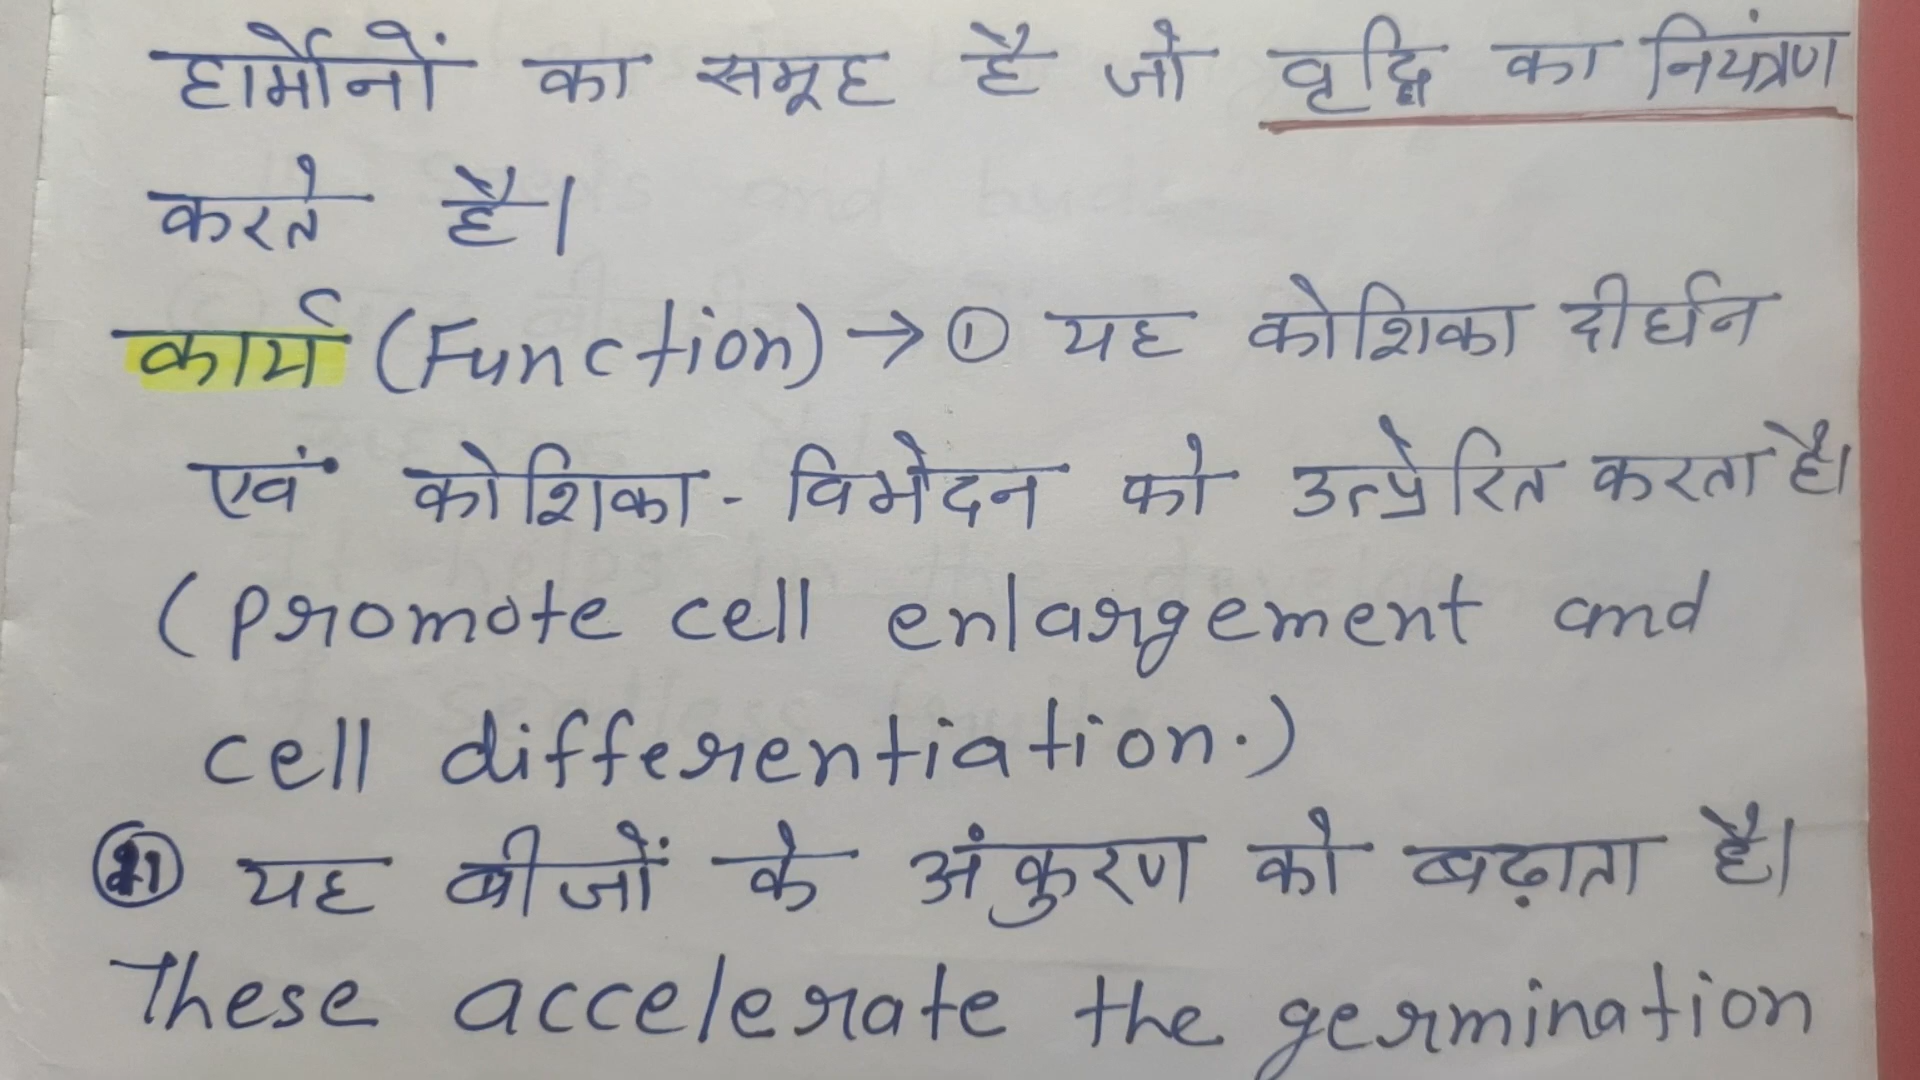 हार्मोनों का समूह है जो वृद्धि का नियंत्रण
करते है।
कार्य (Function) → ① यह कोशिका दीर्घन
एवं कोशिका - विभेदन को उत्प्रेरित करता है।
(promote cell enlargement and
cell differentiation.)
यह बीजों के अंकुरण को बढ़ाता है।
These accelerate the germination